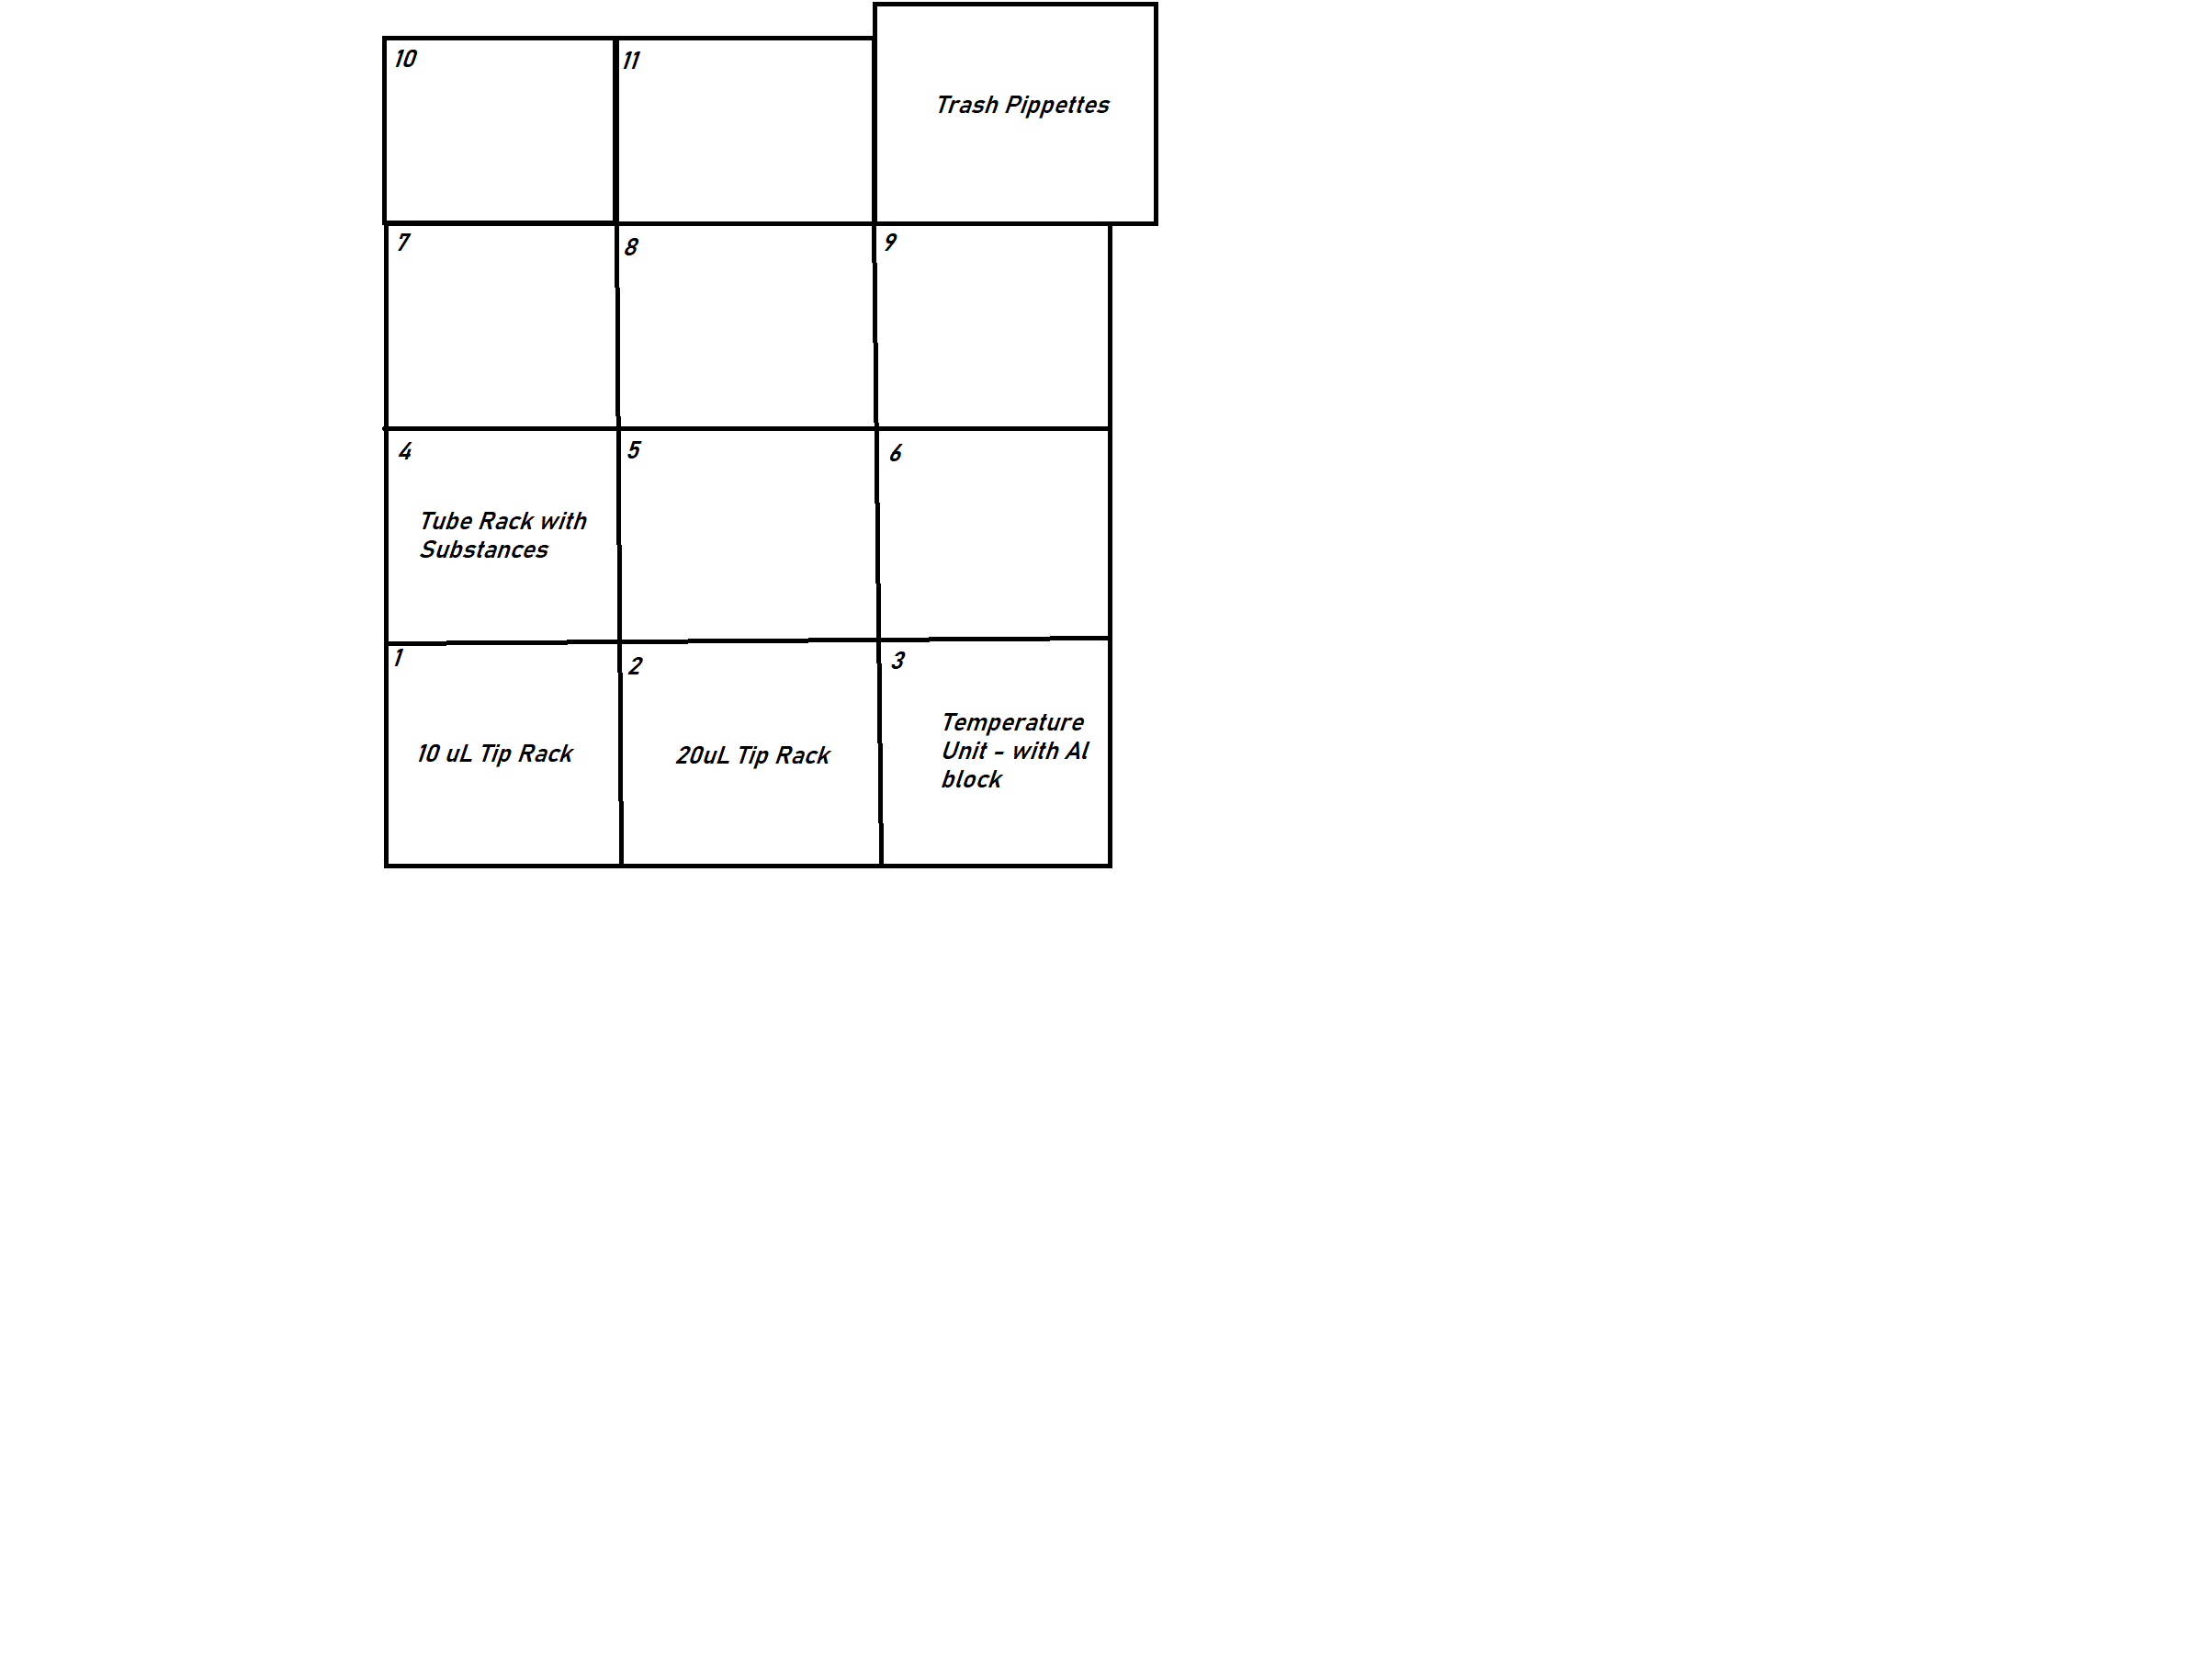 10
11
Trash Pippettes
7
8
9
4
5
6
Tube Rack with
Substances
1
2
3
10 uL Tip Rack
20uL Tip Rack
Temperature
Unit - with Al
block